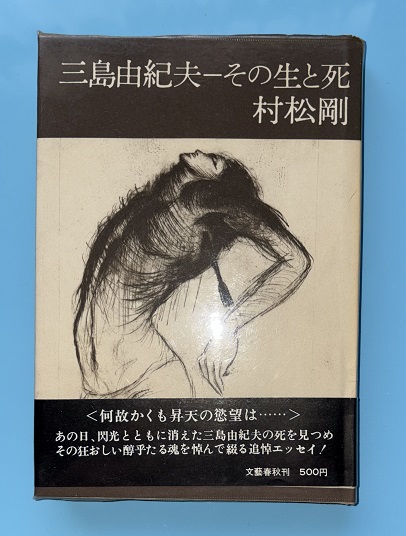 三島由紀夫ーその生と死
村松剛
<何故かくも昇天の慾望は……>
あの日、閃光とともに消えた三島由紀夫の死を見つめ
その狂おしい醇乎たる魂を悼んで綴る追悼エッセイ!
文藝春秋刊 500円